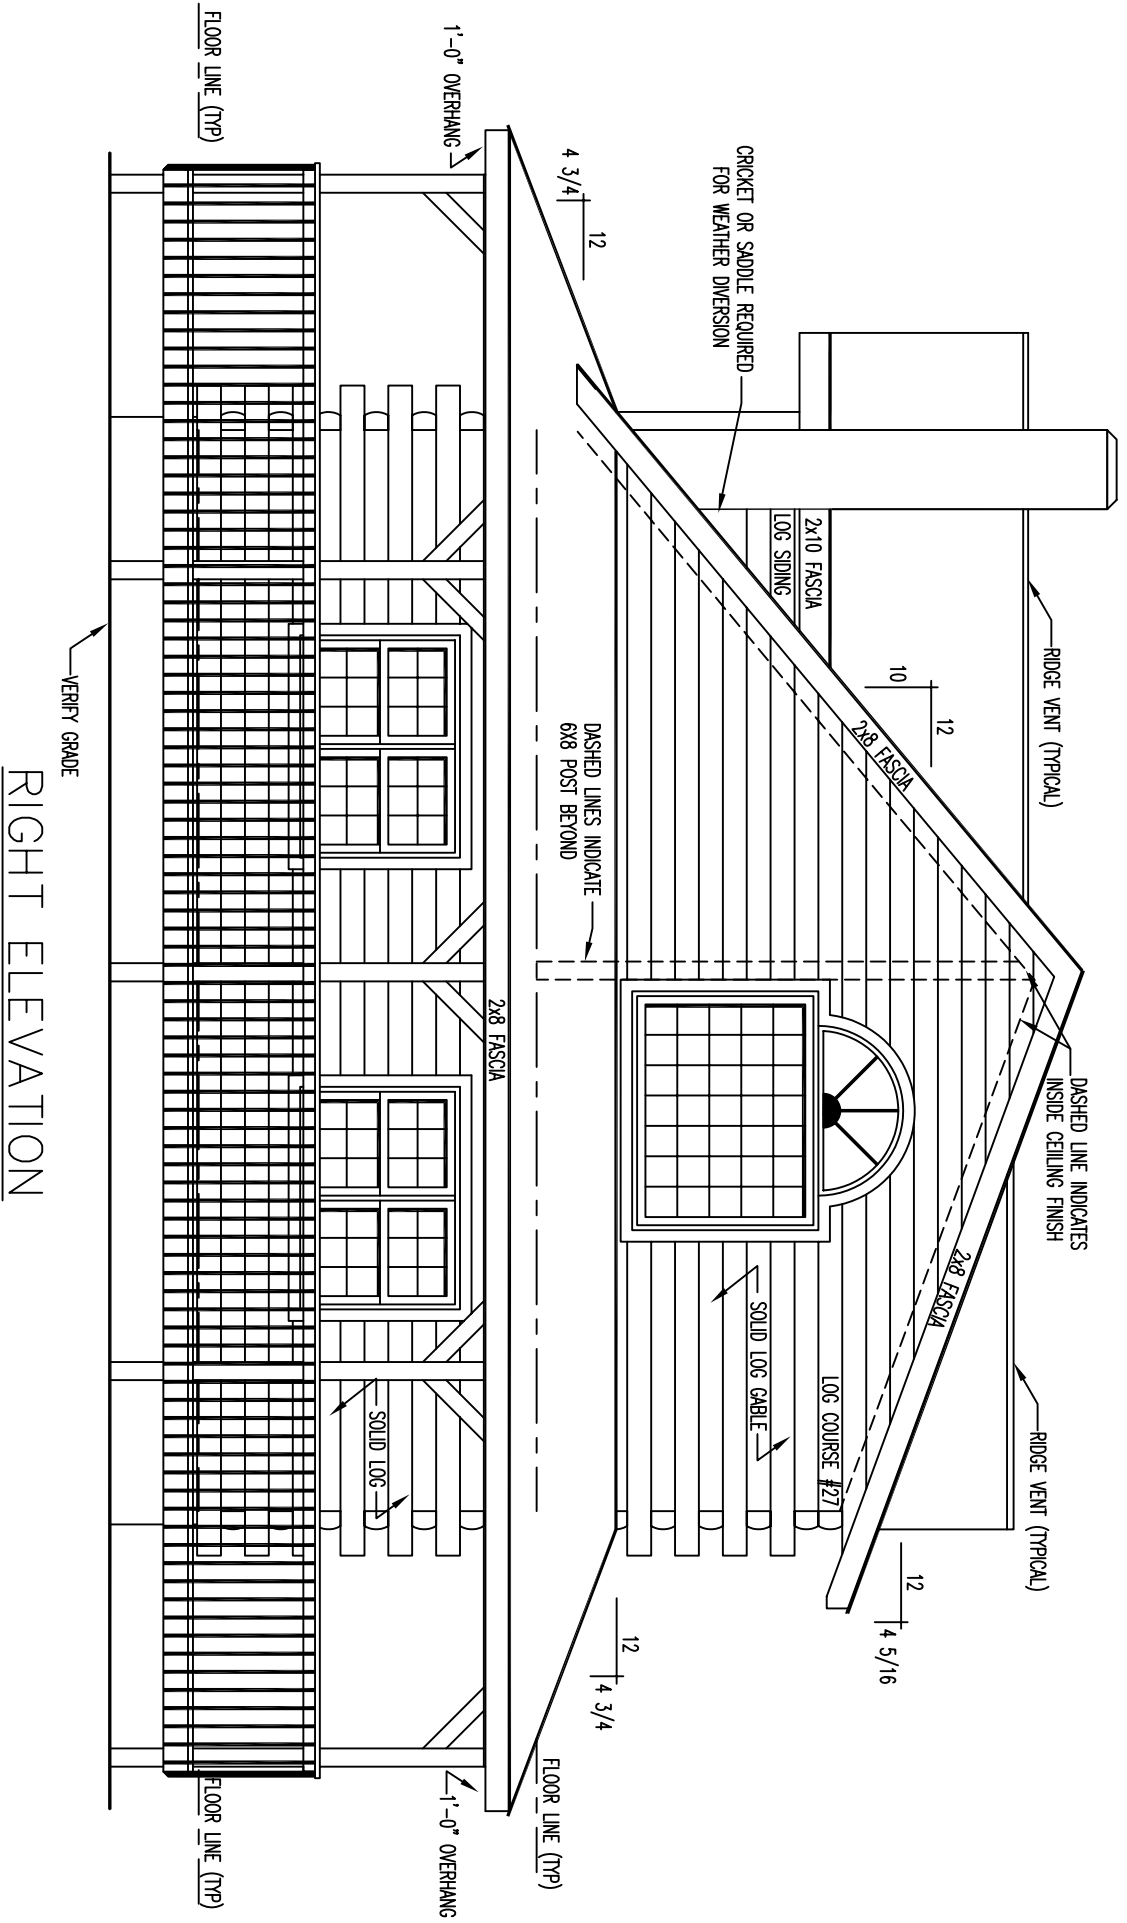 RIDGE VENT (TYPICAL)
RIDGE VENT (TYPICAL)
DASHED LINE INDICATES
INSIDE CEIILING FINISH
12
10
2x8 FASCIA
2x8 FASCIA
12
4 5/16
2x10 FASCIA
LOG SIDING
LOG COURSE #27
CRICKET OR SADDLE REQUIRED
FOR WEATHER DIVERSION
SOLID LOG GABLE
12
4 3/4
12
4 3/4
DASHED LINES INDICATE
6X8 POST BEYOND
FLOOR LINE (TYP)
2x8 FASCIA
1'-0" OVERHANG
1'-0" OVERHANG
SOLID LOG
FLOOR LINE (TYP)
FLOOR LINE (TYP)
VERIFY GRADE
RIGHT ELEVATION